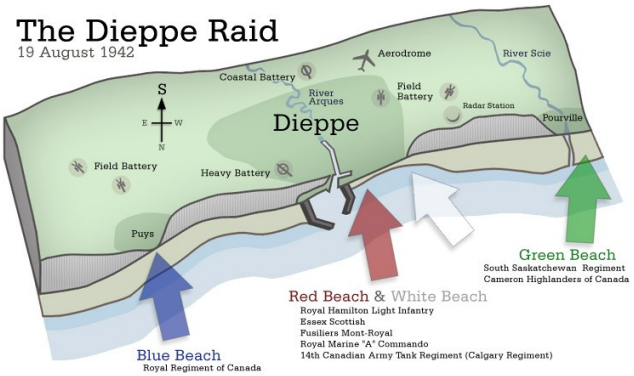 The Dieppe Raid
19 August 1942
Aerodrome
River Scie
Coastal Battery
River
Arques
Field
Battery
Radar Station
S
E W
N
Dieppe
Pourville
Field Battery
Heavy Battery
Puys
Green Beach
South Saskatchewan Regiment
Cameron Highlanders of Canada
Red Beach & White Beach
Royal Hamilton Light Infantry
Essex Scottish
Fusiliers Mont-Royal
Royal Marine "A" Commando
14th Canadian Army Tank Regiment (Calgary Regiment)
Blue Beach
Royal Regiment of Canada